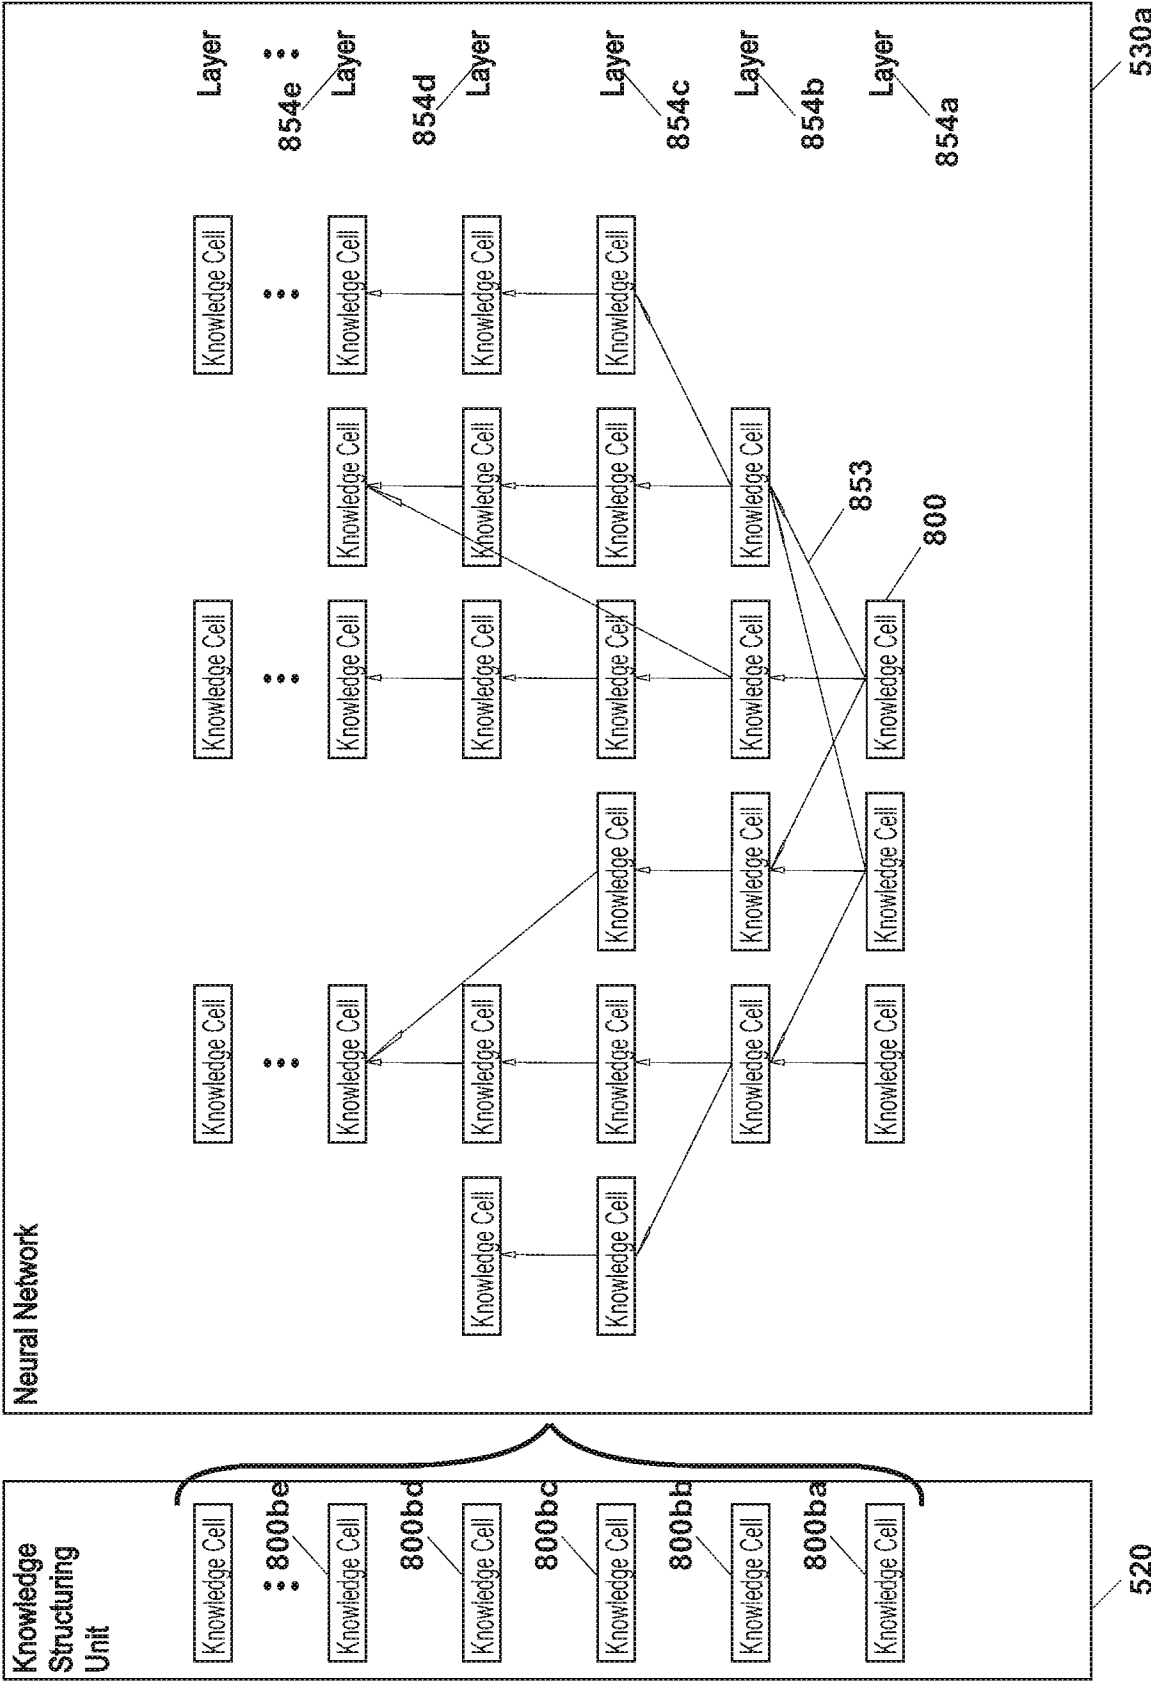 Knowledge
Structuring
Unit
Neural Network
Knowledge Cell
Knowledge Cell
Knowledge Cell
Knowledge Cell
Layer
...
800be
...
...
...
854e
...
Knowledge Cell
Knowledge Cell
Knowledge Cell
Knowledge Cell
Knowledge Cell
Layer
800bd
854d
Knowledge Cell
Knowledge Cell
Knowledge Cell
Knowledge Cell
Knowledge Cell
Knowledge Cell
Layer
800bc
Knowledge Cell
Knowledge Cell
Knowledge Cell
Knowledge Cell
Knowledge Cell
Knowledge Cell
Knowledge Cell
Layer
800bb
854c
Knowledge Cell
Knowledge Cell
Knowledge Cell
Knowledge Cell
Knowledge Cell
Layer
800ba
854b
853
Knowledge Cell
Knowledge Cell
Knowledge Cell
Knowledge Cell
Layer
800
854a
520
530a